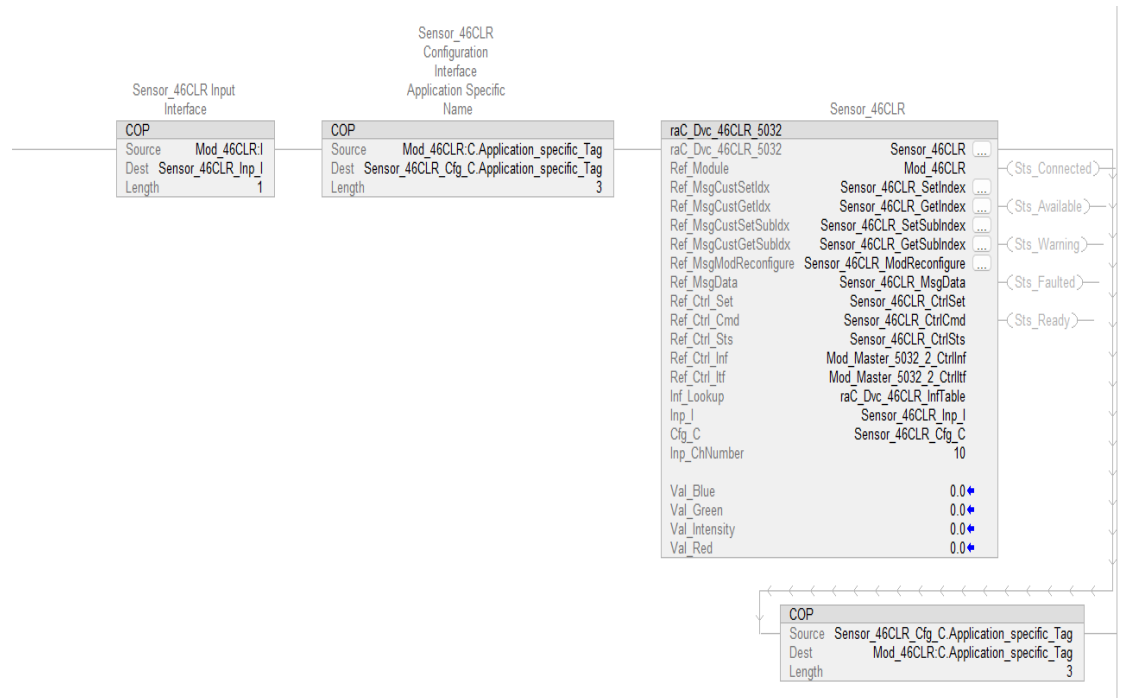 Sensor_46CLR Input
Interface
COP
Source Mod_46CLR:I
Dest Sensor_46CLR_Inp_I
Length 1
Sensor_46CLR
Configuration
Interface
Application Specific
Name
COP
Source Mod_46CLR:C.Application_specific_Tag
Dest Sensor_46CLR_Cfg_C.Application_specific_Tag
Length 3
Sensor_46CLR
raC_Dvc_46CLR_5032
raC_Dvc_46CLR_5032 Sensor_46CLR ...
Ref_Module Mod_46CLR (Sts_Connected)
Ref_MsgCustSetIdx Sensor_46CLR_SetIndex ...
Ref_MsgCustGetIdx Sensor_46CLR_GetIndex ... (Sts_Available)
Ref_MsgCustSetSubIdx Sensor_46CLR_SetSubIndex ...
Ref_MsgCustGetSubIdx Sensor_46CLR_GetSubIndex ... (Sts_Warning)
Ref_MsgModReconfigure Sensor_46CLR_ModReconfigure ...
Ref_MsgData Sensor_46CLR_MsgData (Sts_Faulted)
Ref_Ctrl_Set Sensor_46CLR_CtrlSet
Ref_Ctrl_Cmd Sensor_46CLR_CtrlCmd (Sts_Ready)
Ref_Ctrl_Sts Sensor_46CLR_CtrlSts
Ref_Ctrl_Inf Mod_Master_5032_2_CtrlInf
Ref_Ctrl_Itf Mod_Master_5032_2_CtrlItf
Inf_Lookup raC_Dvc_46CLR_InfTable
Inp_I Sensor_46CLR_Inp_I
Cfg_C Sensor_46CLR_Cfg_C
Inp_ChNumber 10
Val_Blue 0.0
Val_Green 0.0
Val_Intensity 0.0
Val_Red 0.0
COP
Source Sensor_46CLR_Cfg_C.Application_specific_Tag
Dest Mod_46CLR:C.Application_specific_Tag
Length 3